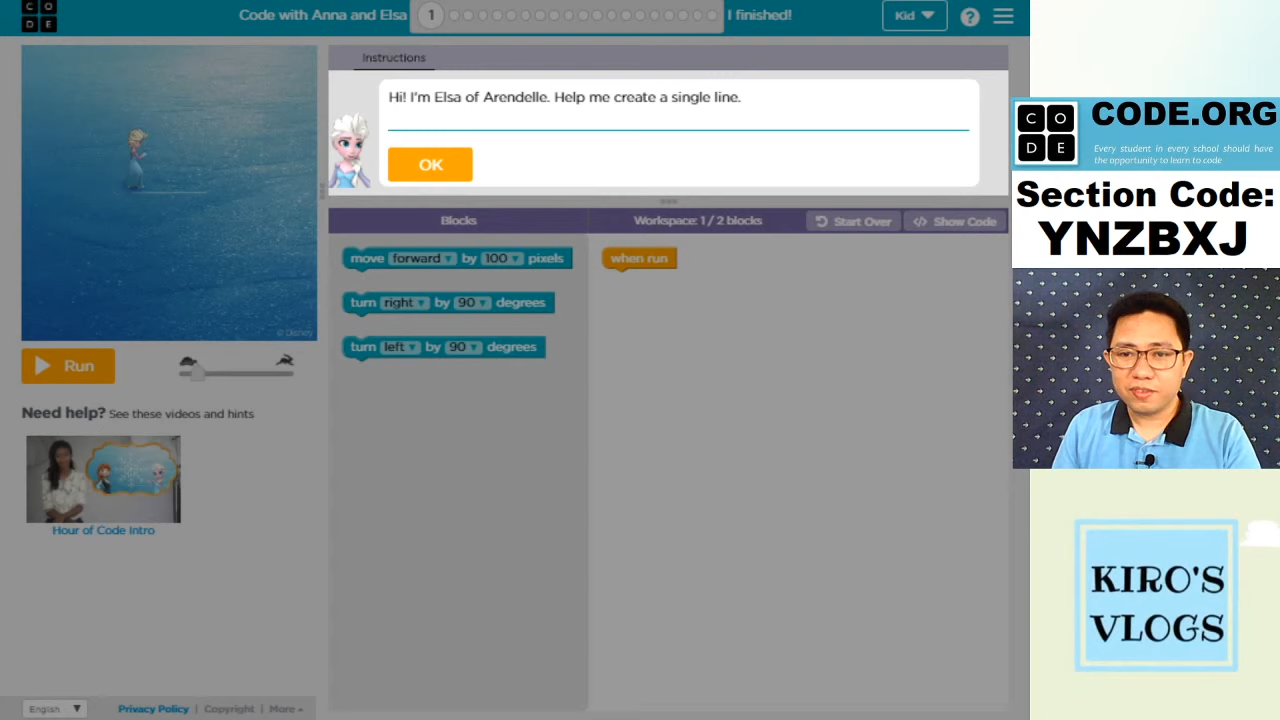 C O
D E
Code with Anna and Elsa
1
I finished!
Kid
?
Instructions
Hi! I'm Elsa of Arendelle. Help me create a single line.
OK
Blocks
Workspace: 1 / 2 blocks
Start Over
</> Show Code
move forward by 100 pixels
turn right by 90 degrees
turn left by 90 degrees
when run
© Disney
Run
Need help? See these videos and hints
Hour of Code Intro
English
Privacy Policy | Copyright | More
C O
D E
CODE.ORG
Every student in every school should have
the opportunity to learn to code
Section Code:
YNZBXJ
KIRO'S
VLOGS